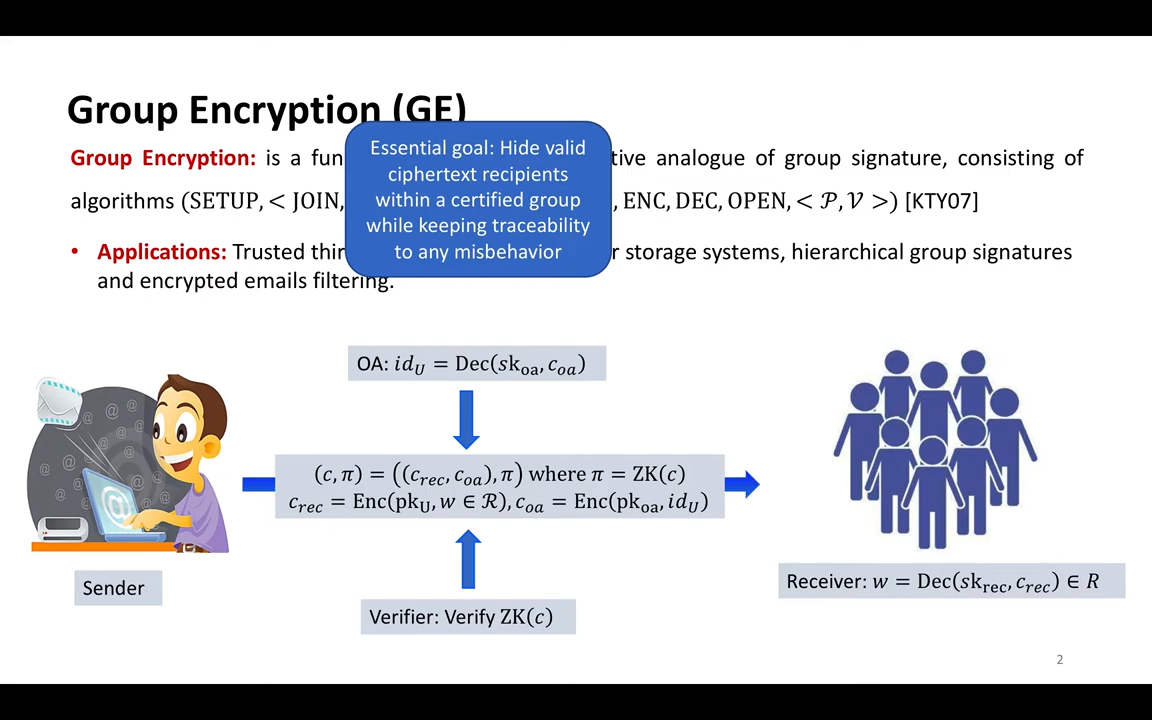 Group Encryption (GE)
Essential goal: Hide valid
ciphertext recipients
within a certified group
while keeping traceability
to any misbehavior
Group Encryption: is a fun tive analogue of group signature, consisting of
algorithms (SETUP, < JOIN, , ENC, DEC, OPEN, < 𝒫, 𝒱 >) [KTY07]
• Applications: Trusted thir r storage systems, hierarchical group signatures
and encrypted emails filtering.
OA: 𝑖𝑑_𝑈 = Dec(𝑠k_oa, 𝑐_𝑜𝑎)
(𝑐, 𝜋) = ((𝑐_𝑟𝑒𝑐, 𝑐_𝑜𝑎), 𝜋) where 𝜋 = ZK(𝑐)
𝑐_𝑟𝑒𝑐 = Enc(pk_U, 𝑤 ∈ ℛ), 𝑐_𝑜𝑎 = Enc(pk_oa, 𝑖𝑑_𝑈)
Sender
Verifier: Verify ZK(𝑐)
Receiver: 𝑤 = Dec(𝑠k_rec, 𝑐_𝑟𝑒𝑐) ∈ 𝑅
2